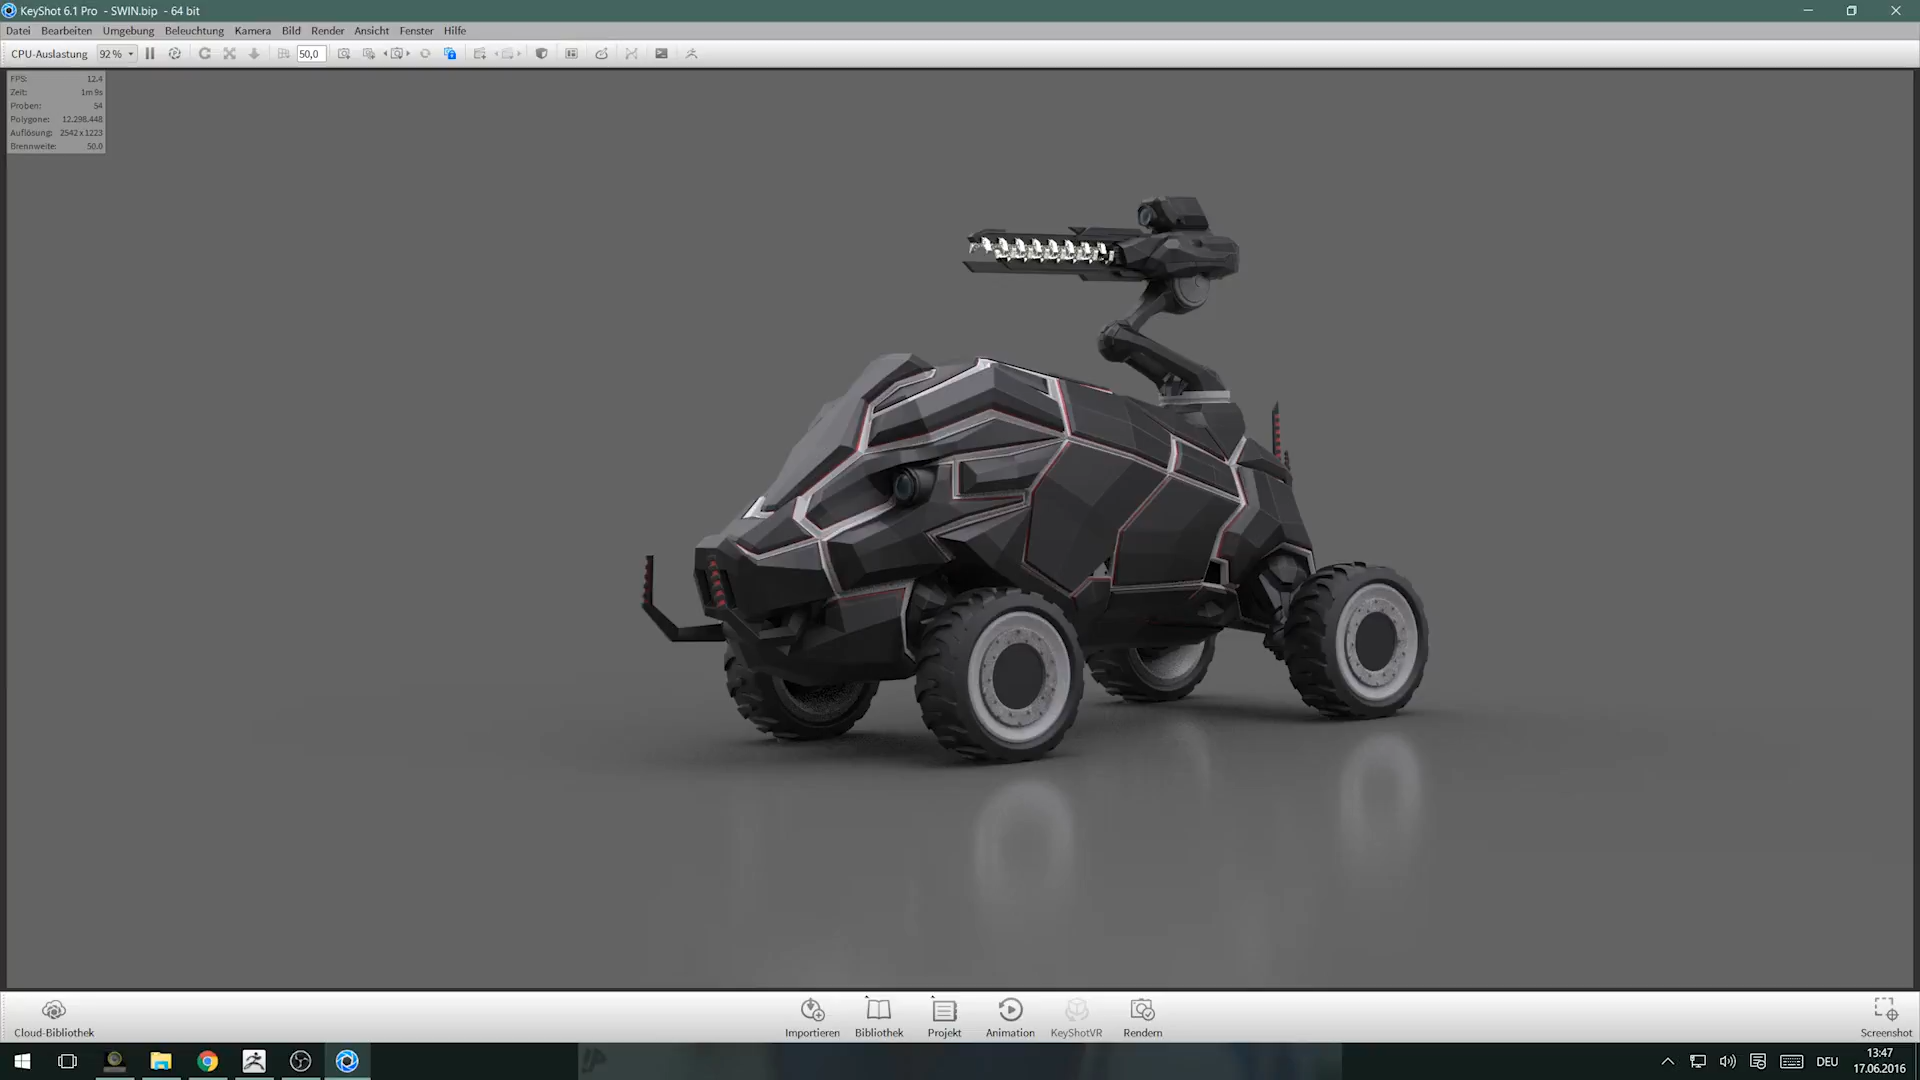 KeyShot 6.1 Pro - SWIN.bip - 64 bit
Datei Bearbeiten Umgebung Beleuchtung Kamera Bild Render Ansicht Fenster Hilfe
CPU-Auslastung 92 % 50,0
FPS: 12.4
Zeit: 1m 9s
Proben: 54
Polygone: 12.298.448
Auflösung: 2542 x 1223
Brennweite: 50.0
Cloud-Bibliothek Importieren Bibliothek Projekt Animation KeyShotVR Rendern Screenshot
DEU 13:47
17.06.2016